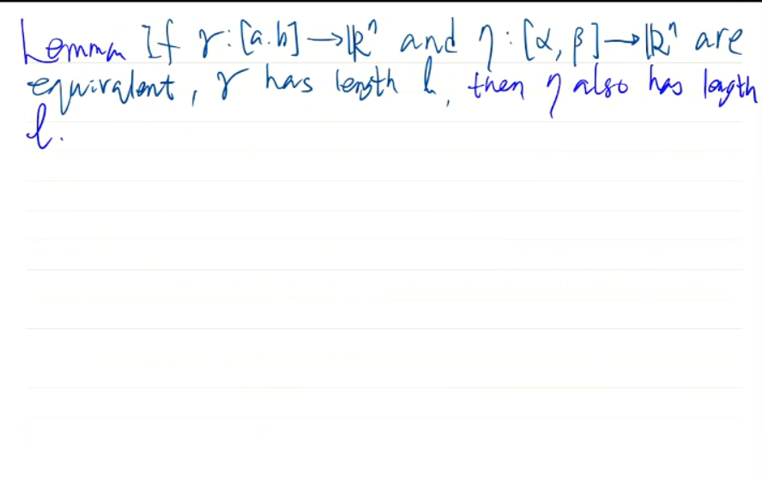 Lemma If γ : [a.b] → ℝⁿ and η : [α, β] → ℝⁿ are
equivalent, γ has length l, then η also has length
l.